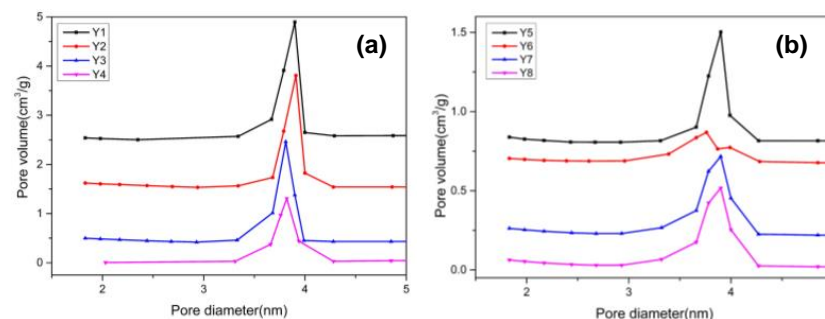 Y1
Y2
Y3
Y4
(a)
Pore volume(cm³/g)
5
4
3
2
1
0
2 3 4 5
Pore diameter(nm)
Y5
Y6
Y7
Y8
(b)
Pore volume(cm³/g)
1.5
1.0
0.5
0.0
2 3 4
Pore diameter(nm)